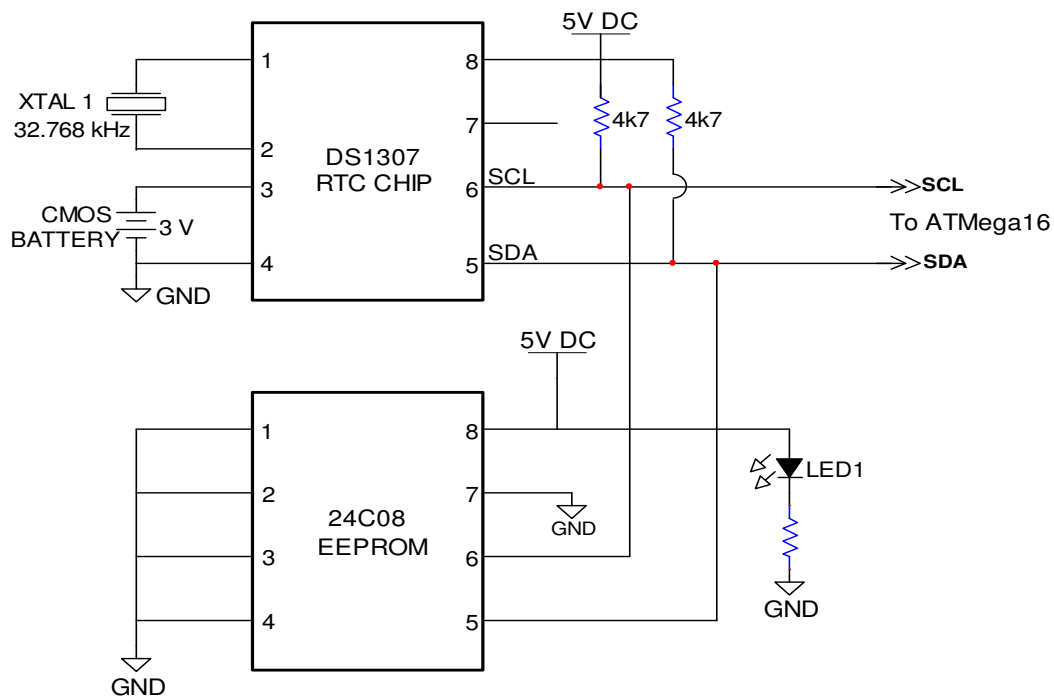 5V DC
1
8
XTAL 1
32.768 kHz
4k7
4k7
7
2
DS1307
RTC CHIP
3
6
SCL
SCL
CMOS
BATTERY
3 V
To ATMega16
4
5
SDA
SDA
GND
5V DC
1
8
LED1
2
7
24C08
EEPROM
GND
3
6
GND
4
5
GND